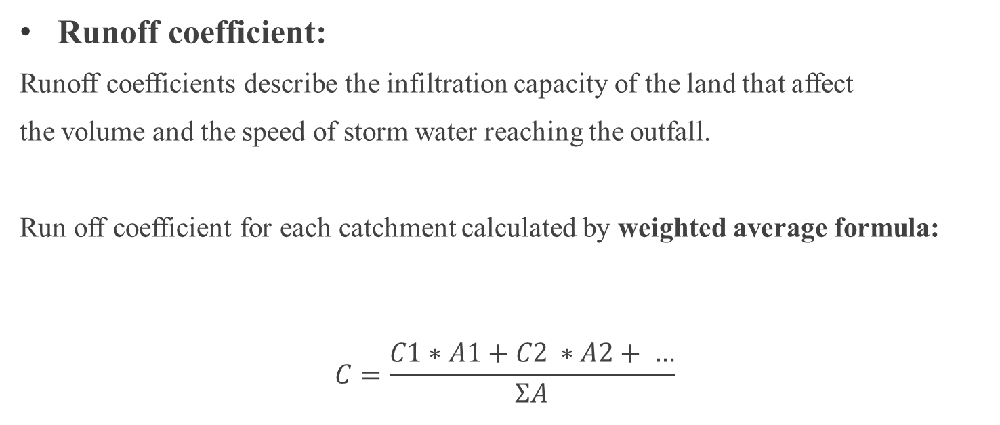 • Runoff coefficient:
Runoff coefficients describe the infiltration capacity of the land that affect
the volume and the speed of storm water reaching the outfall.
Run off coefficient for each catchment calculated by weighted average formula:
C = (C1 * A1 + C2 * A2 + …) / ΣA